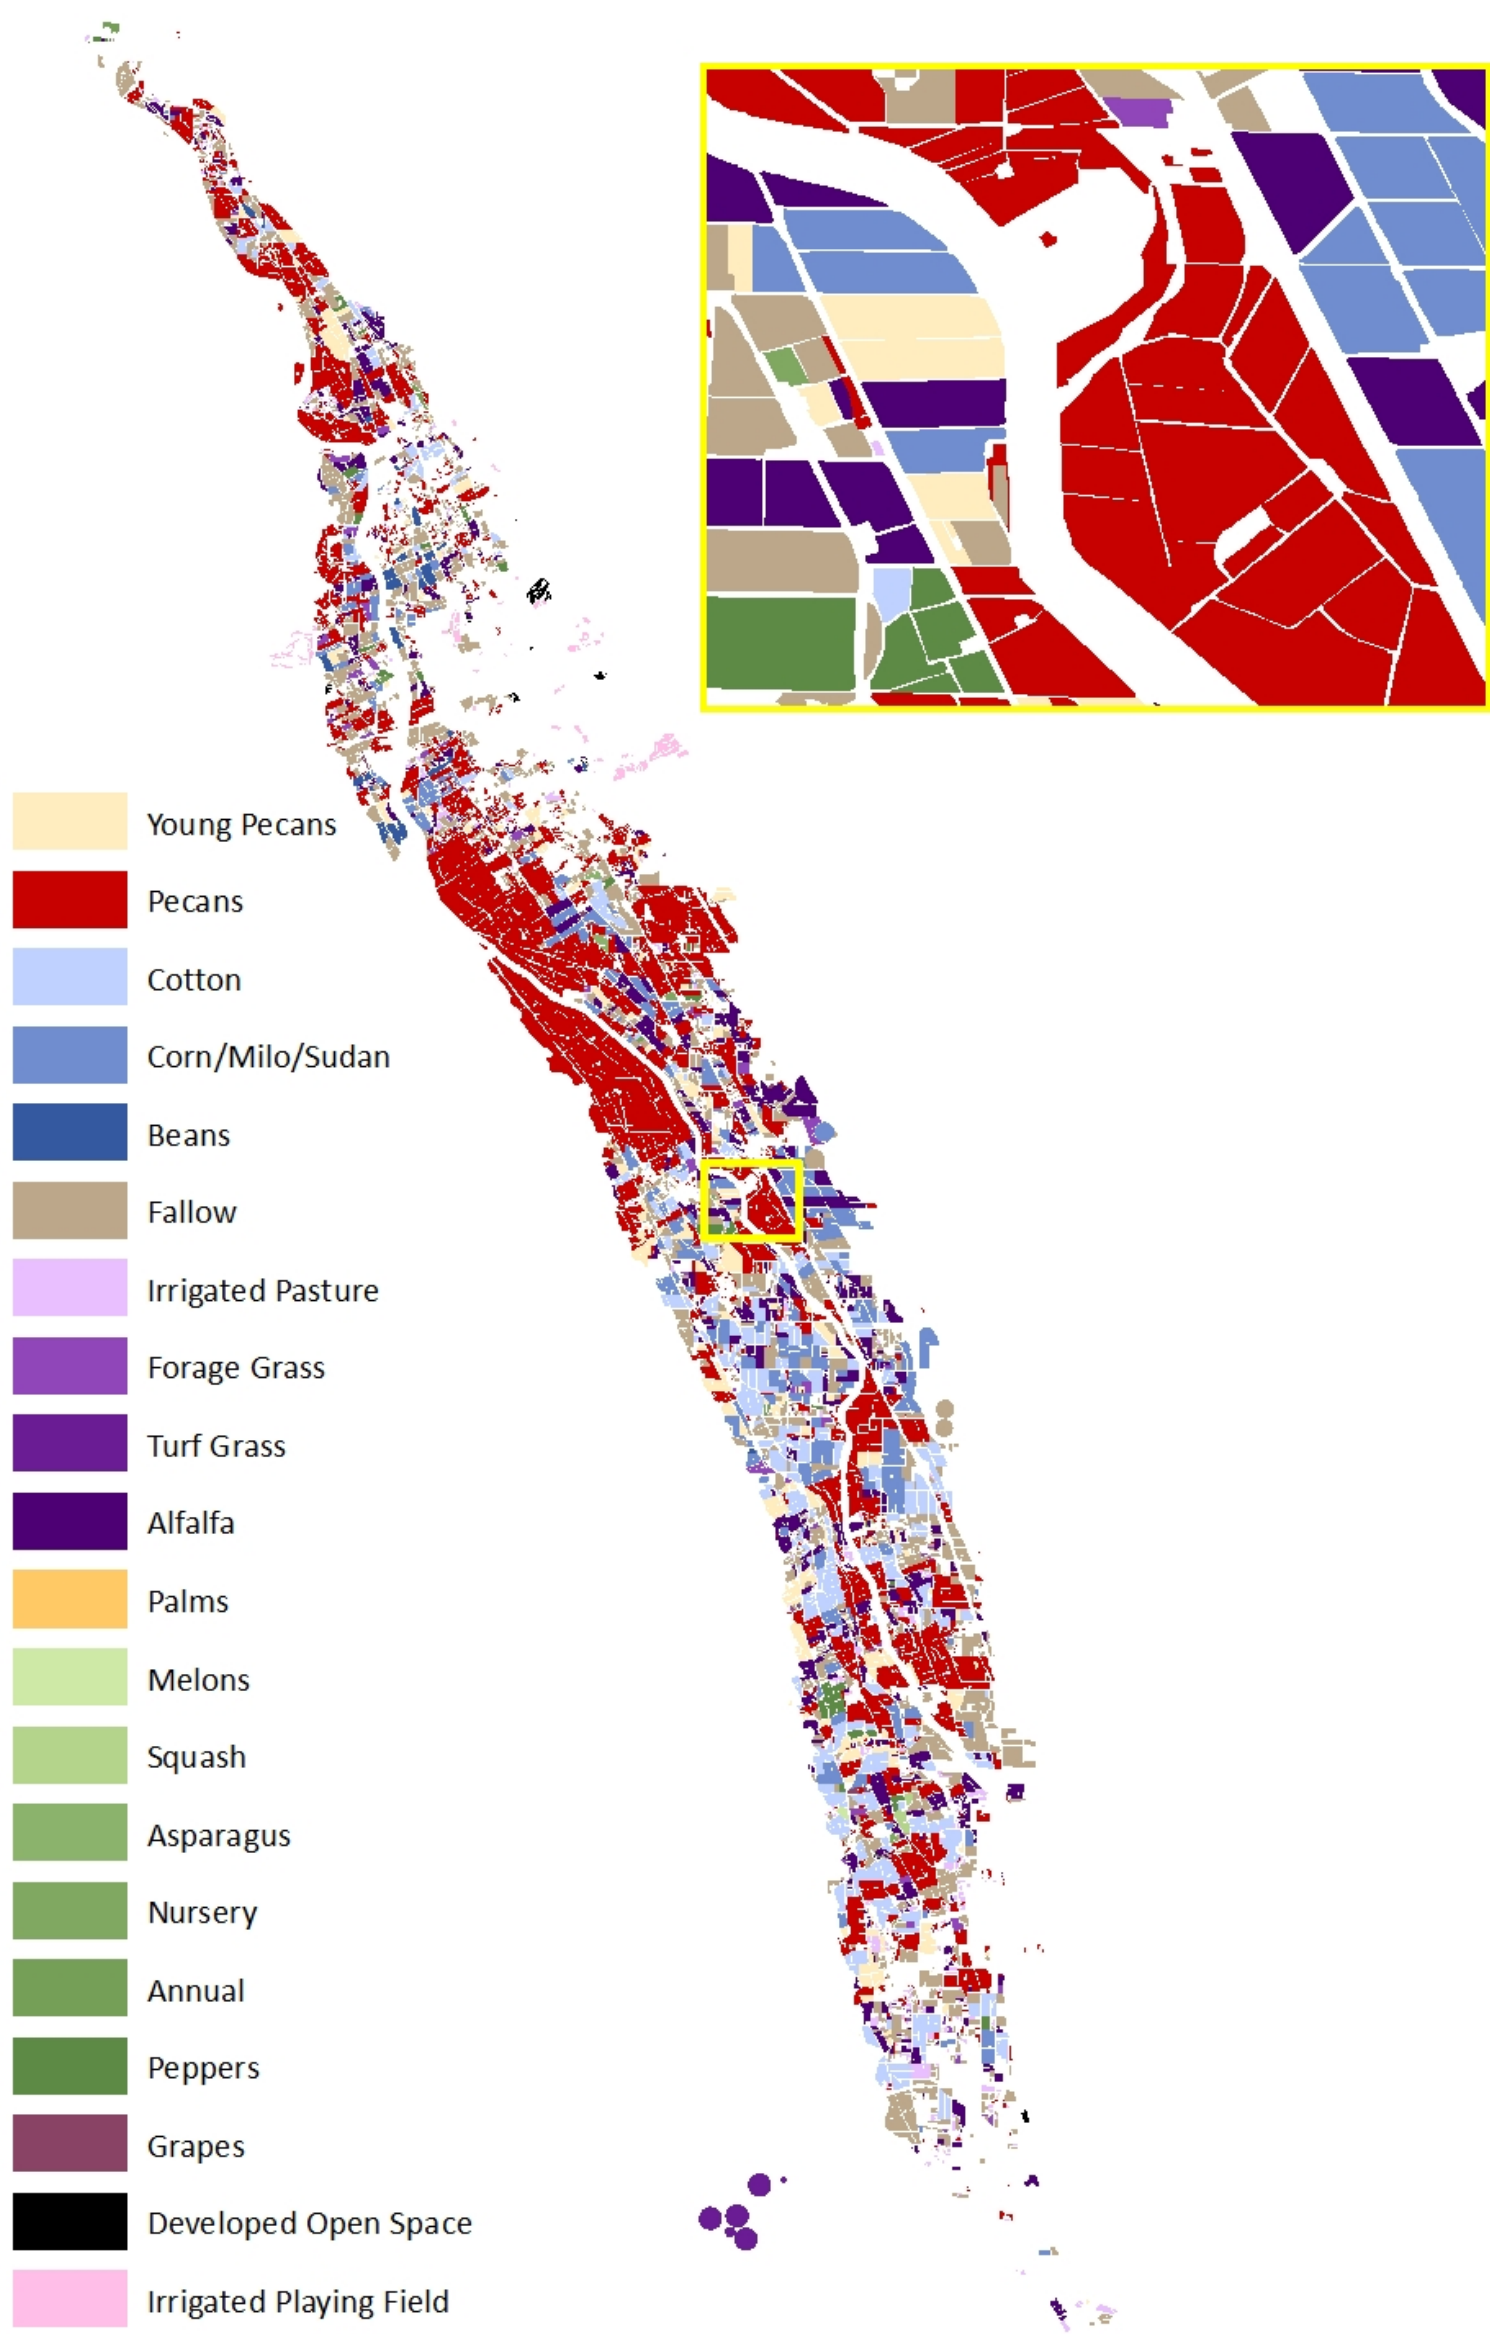 Young Pecans
Pecans
Cotton
Corn/Milo/Sudan
Beans
Fallow
Irrigated Pasture
Forage Grass
Turf Grass
Alfalfa
Palms
Melons
Squash
Asparagus
Nursery
Annual
Peppers
Grapes
Developed Open Space
Irrigated Playing Field